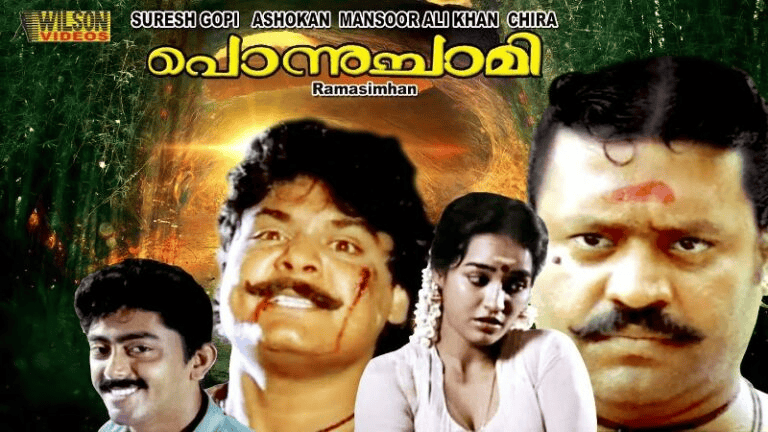 WILSON
VIDEOS
SURESH GOPI ASHOKAN MANSOOR ALI KHAN CHIRA
പൊന്നുച്ചാമി
Ramasimhan